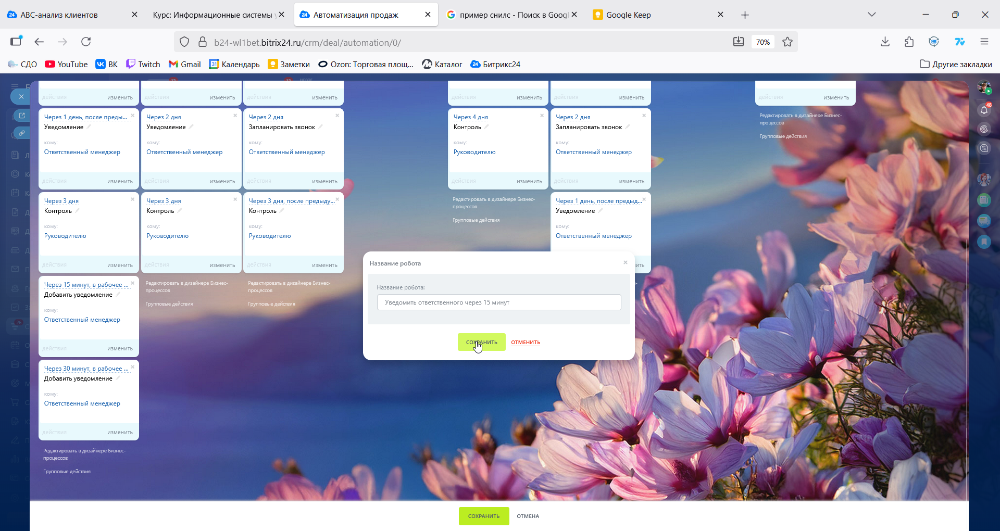 ABC-анализ клиентов
Курс: Информационные системы у
Автоматизация продаж
пример снилс - Поиск в Goog
Google Keep
b24-wl1bet.bitrix24.ru/crm/deal/automation/0/
70%
СДО
YouTube
ВК
Twitch
Gmail
Календарь
Заметки
Ozon: Торговая площ...
Каталог
Битрикс24
Другие закладки
действия
изменить
действия
изменить
действия
изменить
действия
изменить
действия
изменить
действия
изменить
Через 1 день, после преды...
Уведомление
кому:
Ответственный менеджер
действия
изменить
Через 2 дня
Уведомление
кому:
Ответственный менеджер
действия
изменить
Через 2 дня
Запланировать звонок
кому:
Ответственный менеджер
действия
изменить
Через 4 дня
Контроль
кому:
Руководителю
действия
изменить
Через 2 дня
Запланировать звонок
кому:
Ответственный менеджер
действия
изменить
Редактировать в дизайнере Бизнес-
процессов
Групповые действия
48
Через 3 дня
Контроль
кому:
Руководителю
действия
изменить
Через 3 дня
Контроль
кому:
Руководителю
действия
изменить
Через 3 дня, после предыду...
Контроль
кому:
Руководителю
действия
изменить
Редактировать в дизайнере Бизнес-
процессов
Групповые действия
Через 1 день, после предыд...
Уведомление
кому:
Ответственный менеджер
Название робота
Название робота:
Уведомить ответственного через 15 минут
СОХРАНИТЬ
ОТМЕНИТЬ
Через 15 минут, в рабочее ...
Добавить уведомление
кому:
Ответственный менеджер
действия
изменить
Редактировать в дизайнере Бизнес-
процессов
Групповые действия
Редактировать в дизайнере Бизнес-
процессов
Групповые действия
26
Через 30 минут, в рабочее ...
Добавить уведомление
кому:
Ответственный менеджер
действия
изменить
Редактировать в дизайнере Бизнес-
процессов
Групповые действия
СОХРАНИТЬ
ОТМЕНА